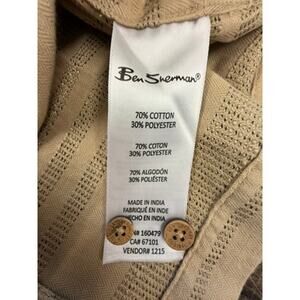 Ben Sherman®
70% COTTON
30% POLYESTER
70% COTON
30% POLYESTER
70% ALGODÓN
30% POLIÉSTER
MADE IN INDIA
FABRIQUÉ EN INDE
HECHO EN INDIA
# 160479
CA# 67101
VENDOR# 1215